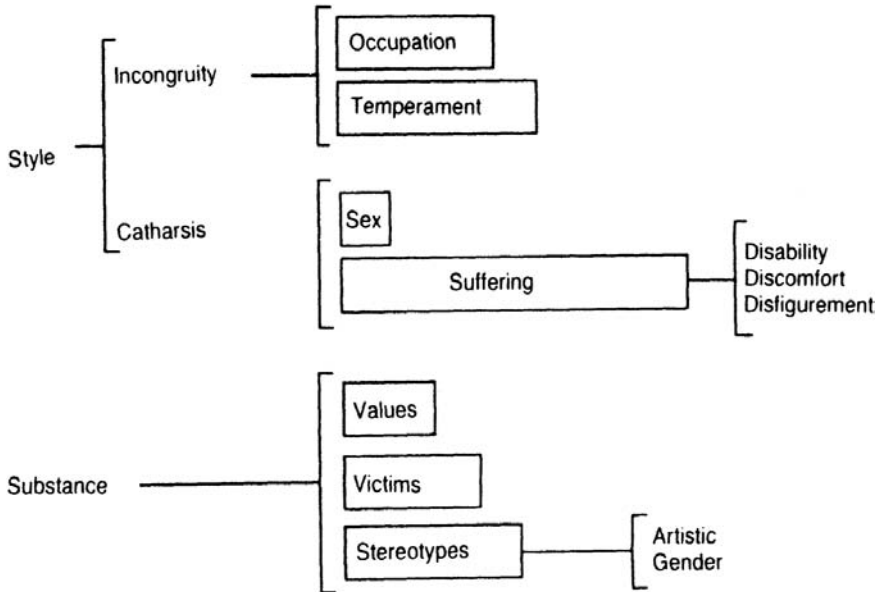 Style
Incongruity
Occupation
Temperament
Catharsis
Sex
Suffering
Disability
Discomfort
Disfigurement
Substance
Values
Victims
Stereotypes
Artistic
Gender